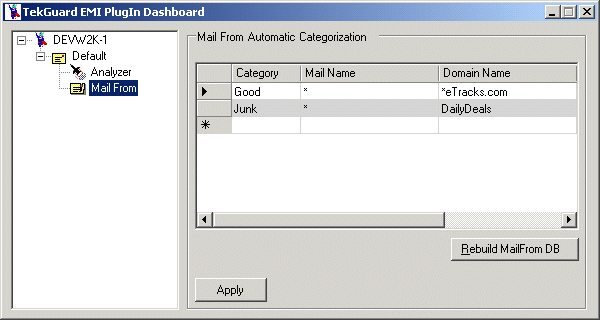 TekGuard EMI PlugIn Dashboard
DEVW2K-1
Default
Analyzer
Mail From
Mail From Automatic Categorization
Category Mail Name Domain Name
Good * *eTracks.com
Junk * DailyDeals
Rebuild MailFrom DB
Apply